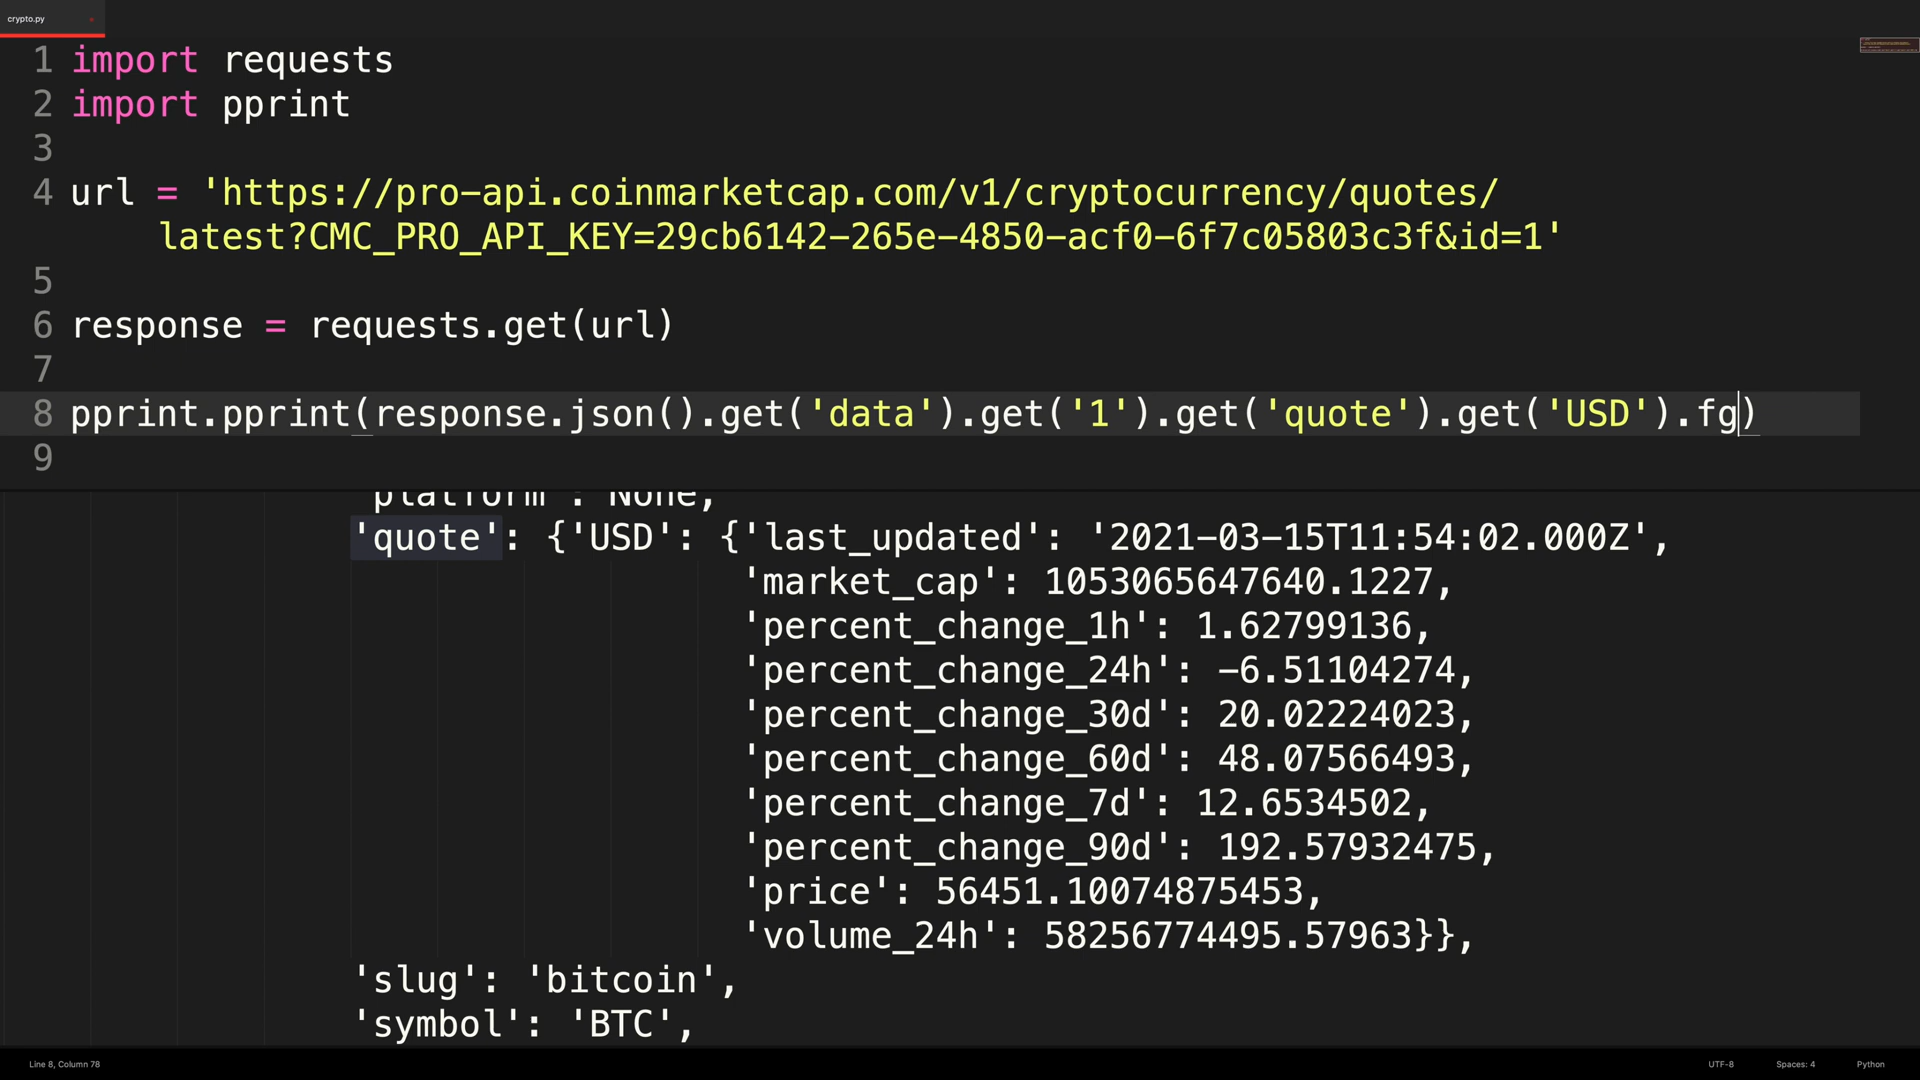 crypto.py
1 import requests
2 import pprint
3
4 url = 'https://pro-api.coinmarketcap.com/v1/cryptocurrency/quotes/
latest?CMC_PRO_API_KEY=29cb6142-265e-4850-acf0-6f7c05803c3f&id=1'
5
6 response = requests.get(url)
7
8 pprint.pprint(response.json().get('data').get('1').get('quote').get('USD').fg)
9
'platform': None,
'quote': {'USD': {'last_updated': '2021-03-15T11:54:02.000Z',
'market_cap': 1053065647640.1227,
'percent_change_1h': 1.62799136,
'percent_change_24h': -6.51104274,
'percent_change_30d': 20.02224023,
'percent_change_60d': 48.07566493,
'percent_change_7d': 12.6534502,
'percent_change_90d': 192.57932475,
'price': 56451.10074875453,
'volume_24h': 58256774495.57963}},
'slug': 'bitcoin',
'symbol': 'BTC',
Line 8, Column 78
UTF-8
Spaces: 4
Python